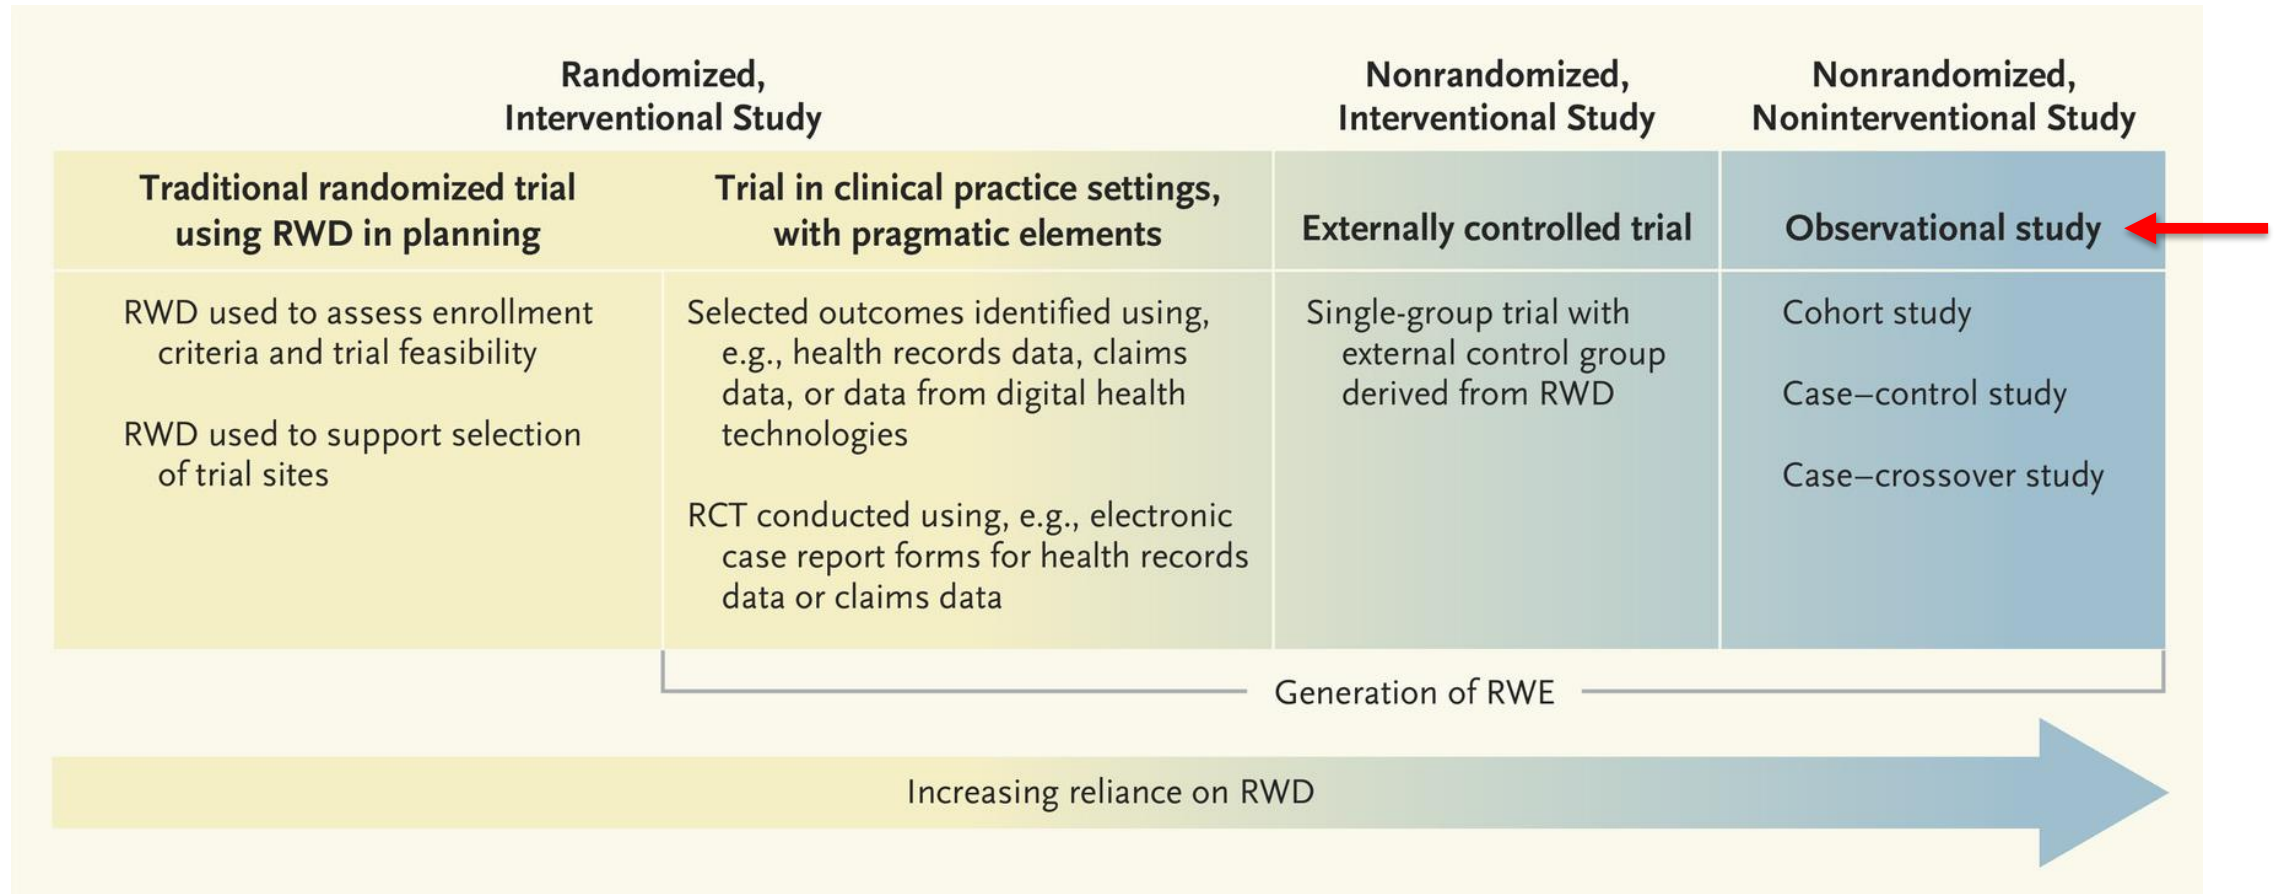 Randomized,
Interventional Study
Nonrandomized,
Interventional Study
Nonrandomized,
Noninterventional Study
Traditional randomized trial
using RWD in planning
Trial in clinical practice settings,
with pragmatic elements
Externally controlled trial
Observational study
RWD used to assess enrollment
criteria and trial feasibility
RWD used to support selection
of trial sites
Selected outcomes identified using,
e.g., health records data, claims
data, or data from digital health
technologies
RCT conducted using, e.g., electronic
case report forms for health records
data or claims data
Single-group trial with
external control group
derived from RWD
Cohort study
Case–control study
Case–crossover study
Generation of RWE
Increasing reliance on RWD